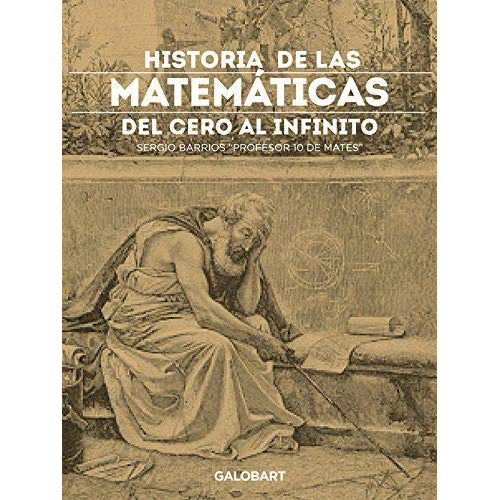 HISTORIA DE LAS
MATEMÁTICAS
DEL CERO AL INFINITO
SERGIO BARRIOS "PROFESOR 10 DE MATES"
GALOBART